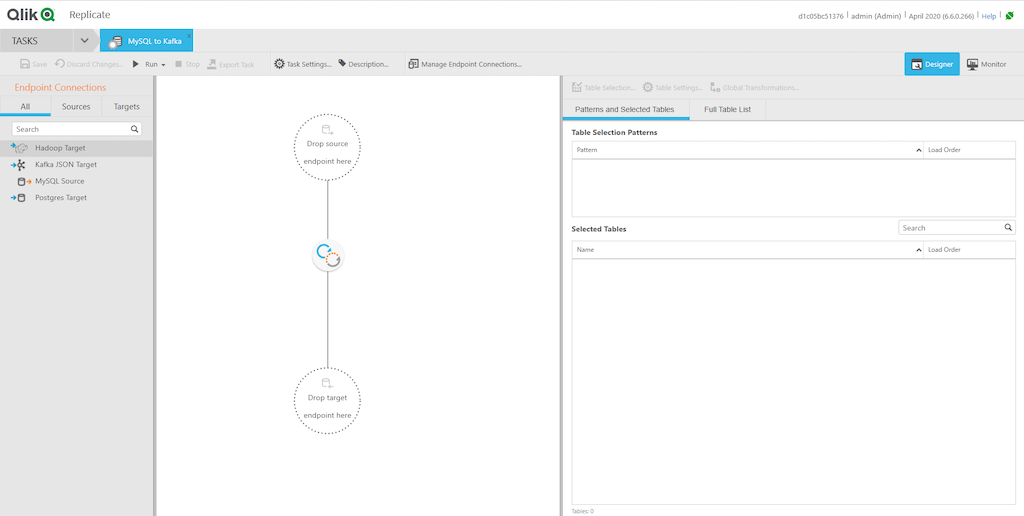 Qlik Replicate
d1c05bc51376 | admin (Admin) | April 2020 (6.6.0.266) | Help |
TASKS MySQL to Kafka
Save Discard Changes... Run Stop Export Task Task Settings... Description... Manage Endpoint Connections... Designer Monitor
Endpoint Connections
All Sources Targets
Search
Hadoop Target
Kafka JSON Target
MySQL Source
Postgres Target
Drop source
endpoint here
Drop target
endpoint here
Table Selection... Table Settings... Global Transformations...
Patterns and Selected Tables Full Table List
Table Selection Patterns
Pattern Load Order
Selected Tables Search
Name Load Order
Tables: 0